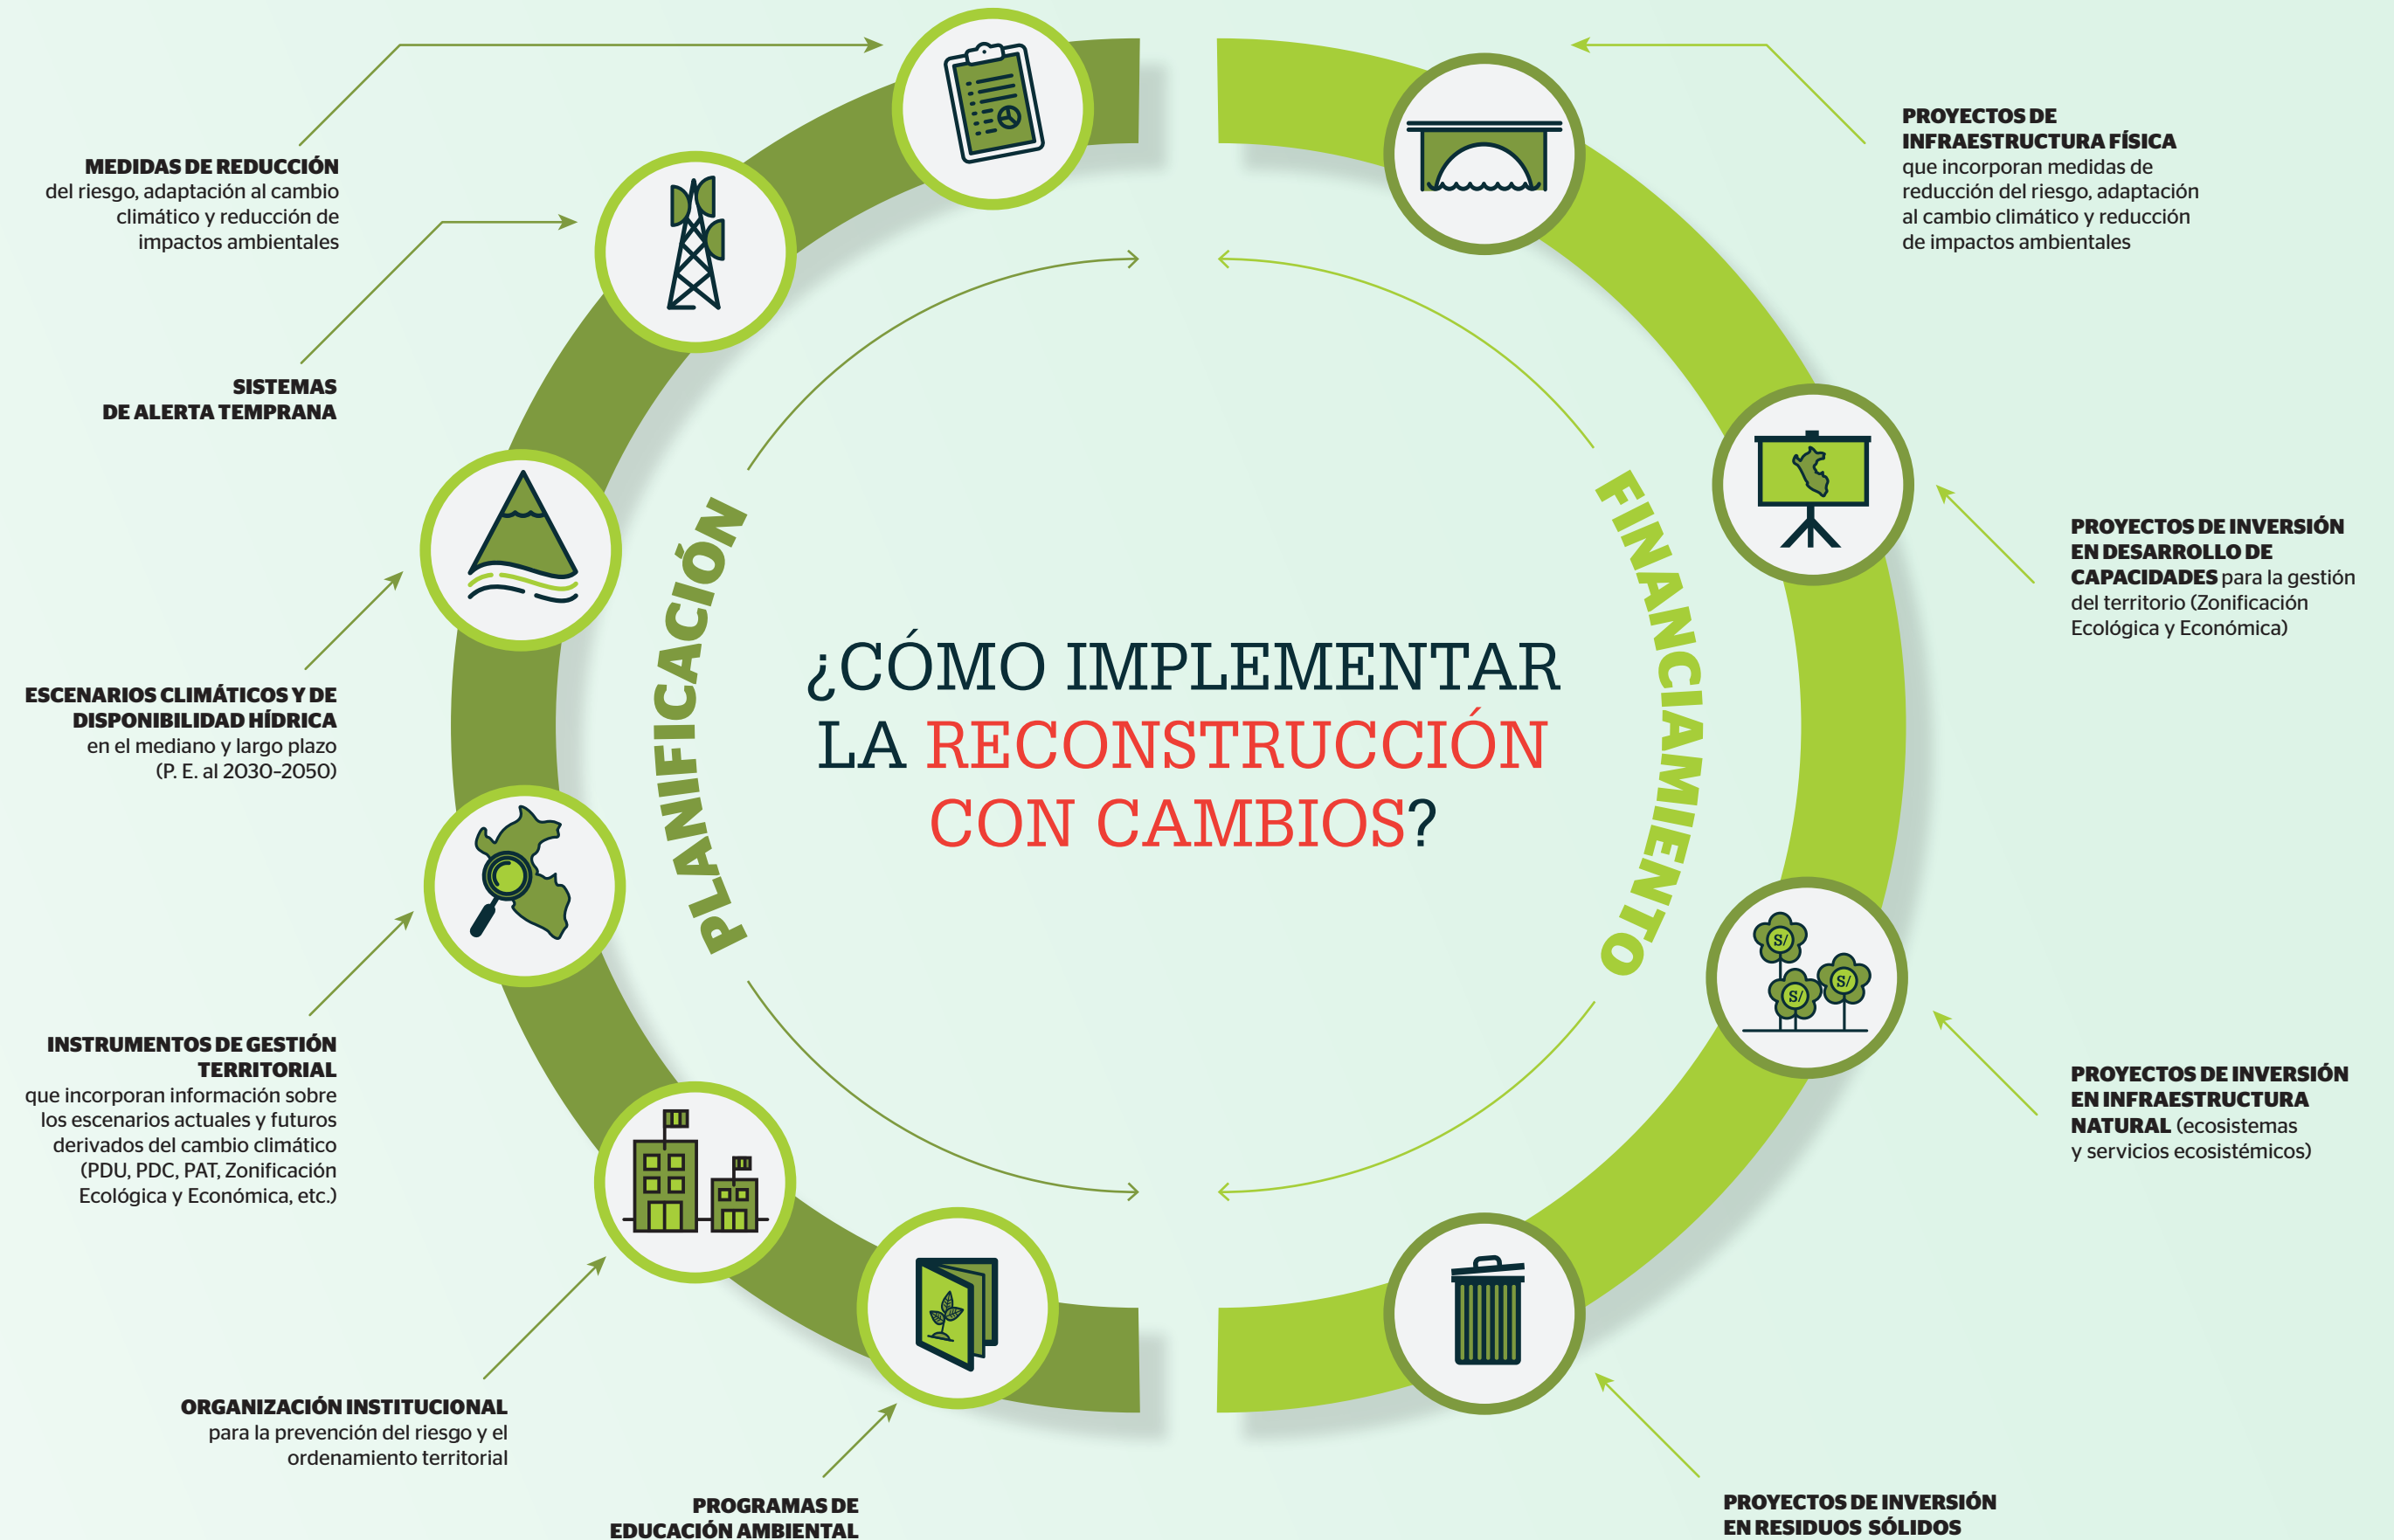 ¿CÓMO IMPLEMENTAR
LA RECONSTRUCCIÓN
CON CAMBIOS?
PLANIFICACIÓN
MEDIDAS DE REDUCCIÓN
del riesgo, adaptación al cambio
climático y reducción de
impactos ambientales
SISTEMAS
DE ALERTA TEMPRANA
ESCENARIOS CLIMÁTICOS Y DE
DISPONIBILIDAD HÍDRICA
en el mediano y largo plazo
(P. E. al 2030-2050)
INSTRUMENTOS DE GESTIÓN
TERRITORIAL
que incorporan información sobre
los escenarios actuales y futuros
derivados del cambio climático
(PDU, PDC, PAT, Zonificación
Ecológica y Económica, etc.)
ORGANIZACIÓN INSTITUCIONAL
para la prevención del riesgo y el
ordenamiento territorial
PROGRAMAS DE
EDUCACIÓN AMBIENTAL
FINANCIAMIENTO
PROYECTOS DE
INFRAESTRUCTURA FÍSICA
que incorporan medidas de
reducción del riesgo, adaptación
al cambio climático y reducción
de impactos ambientales
PROYECTOS DE INVERSIÓN
EN DESARROLLO DE
CAPACIDADES para la gestión
del territorio (Zonificación
Ecológica y Económica)
S/
S/
S/
PROYECTOS DE INVERSIÓN
EN INFRAESTRUCTURA
NATURAL (ecosistemas
y servicios ecosistémicos)
PROYECTOS DE INVERSIÓN
EN RESIDUOS SÓLIDOS